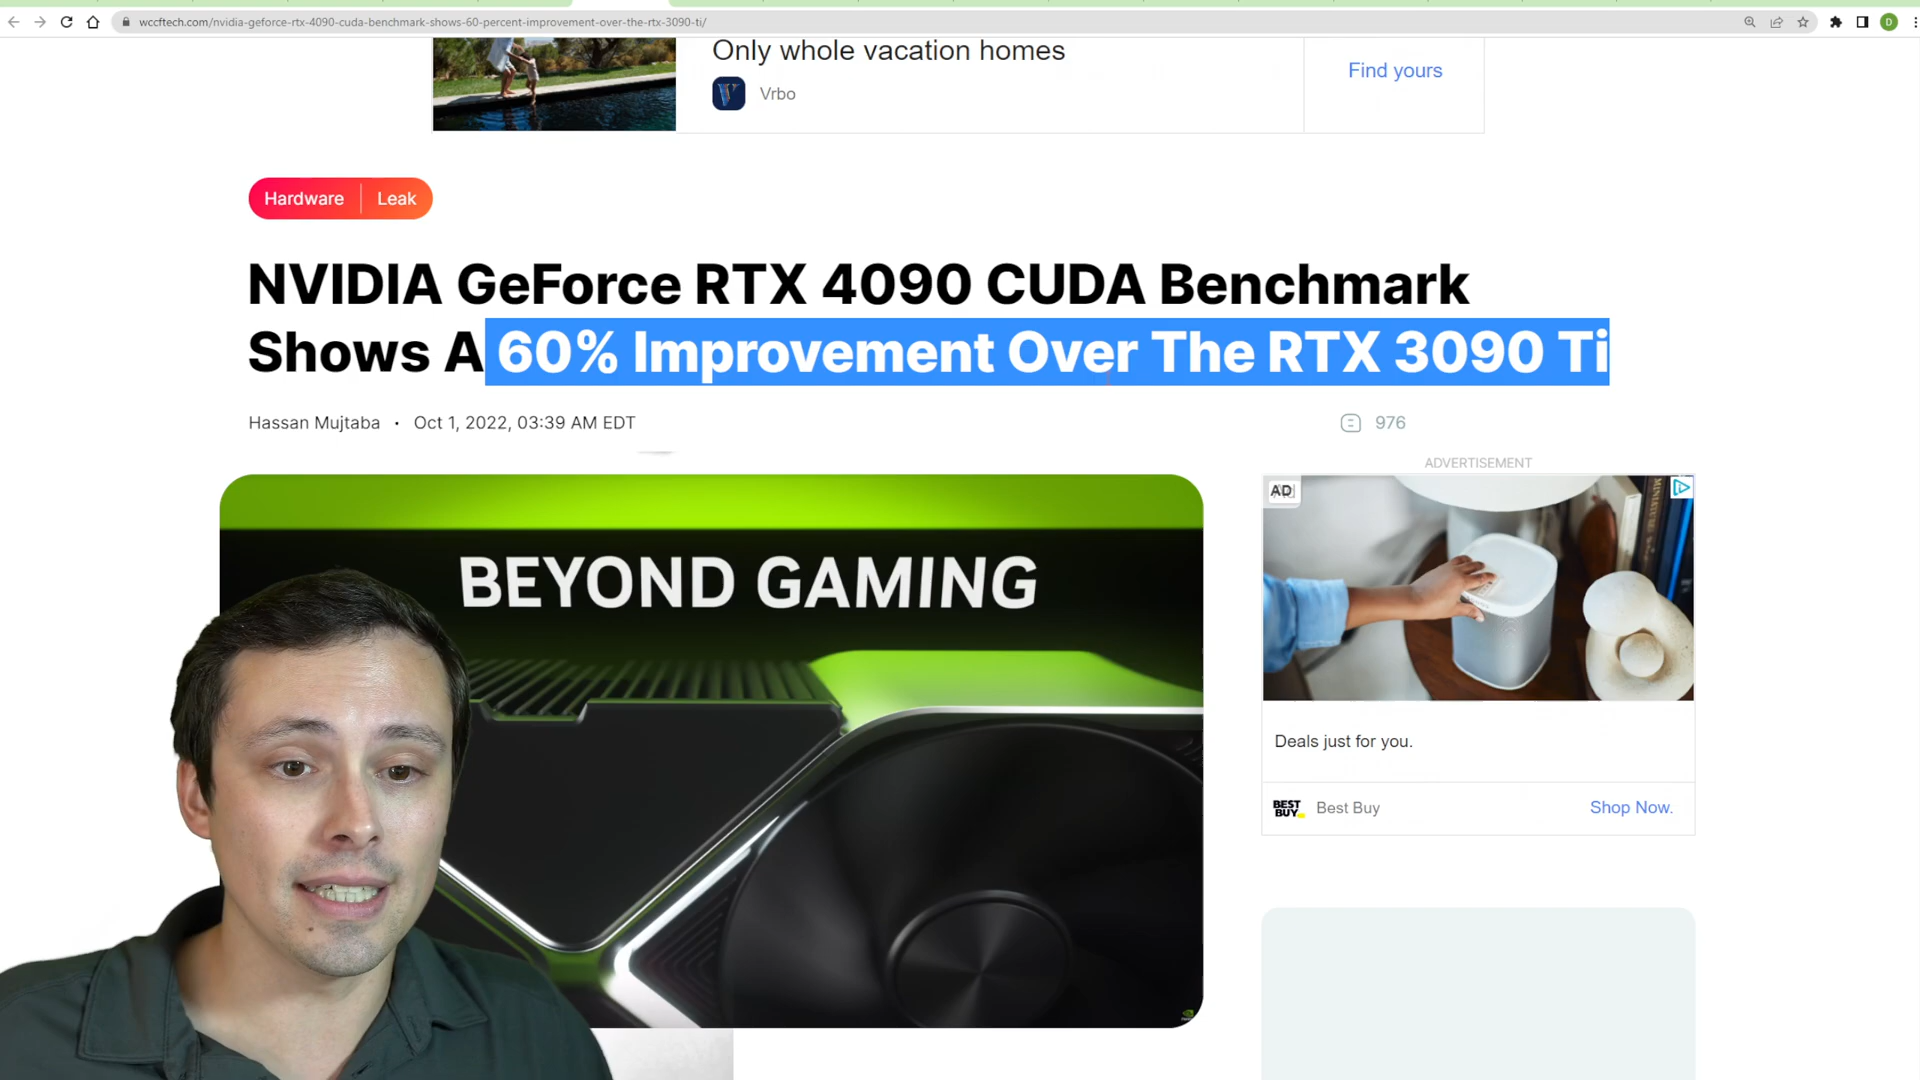 wccftech.com/nvidia-geforce-rtx-4090-cuda-benchmark-shows-60-percent-improvement-over-the-rtx-3090-ti/
D
Only whole vacation homes
Vrbo
Find yours
Hardware
Leak
NVIDIA GeForce RTX 4090 CUDA Benchmark
Shows A 60% Improvement Over The RTX 3090 Ti
Hassan Mujtaba • Oct 1, 2022, 03:39 AM EDT
976
ADVERTISEMENT
AD
BEYOND GAMING
Deals just for you.
BEST
BUY
Best Buy
Shop Now.